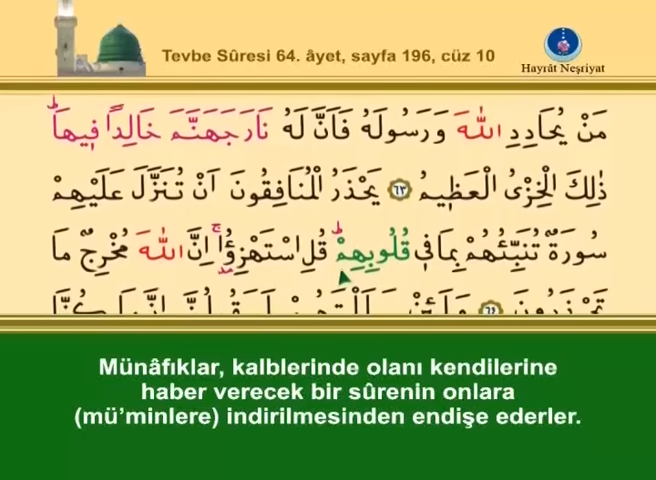 Tevbe Sûresi 64. âyet, sayfa 196, cüz 10
Hayrât Neşriyat
مَنْ يُحَادِدِ اللّٰهَ وَرَسُولَهُ فَاَنَّ لَهُ نَارَ جَهَنَّمَ خَالِدًا فٖيهَاۜ
ذٰلِكَ الْخِزْىُ الْعَظٖيمُ ﴿٦٣﴾ يَحْذَرُ الْمُنَافِقُونَ اَنْ تُنَزَّلَ عَلَيْهِمْ
سُورَةٌ تُنَبِّئُهُمْ بِمَا فٖى قُلُوبِهِمْۜ قُلِ اسْتَهْزِؤُ۫اۚ اِنَّ اللّٰهَ مُخْرِجٌ مَا
Münâfıklar, kalblerinde olanı kendilerine
haber verecek bir sûrenin onlara
(mü’minlere) indirilmesinden endişe ederler.